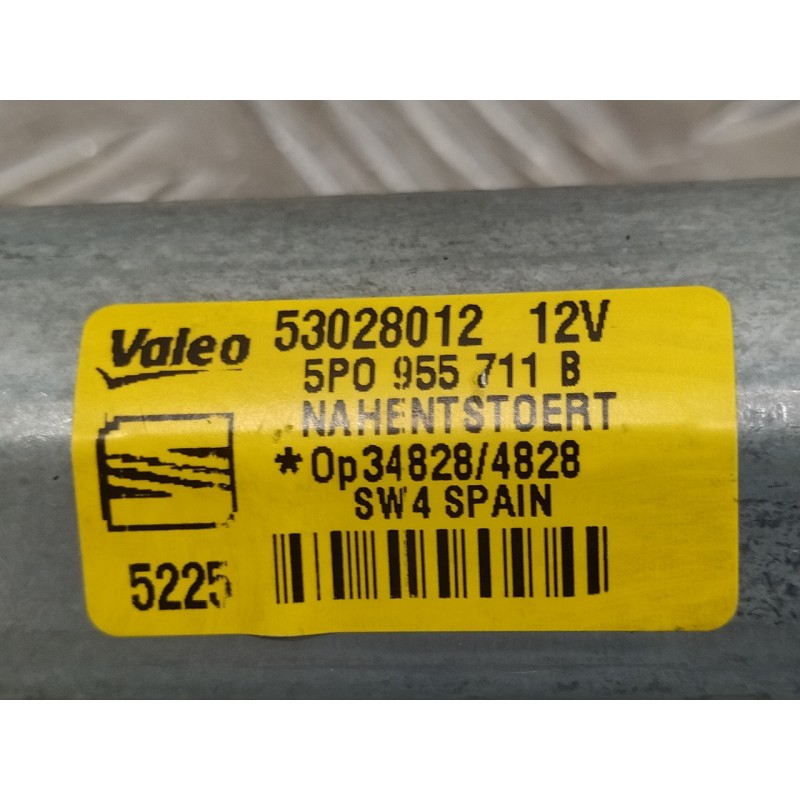 Valeo 53028012 12V
5P0 955 711 B
NAHENTSTOERT
*Op34828/4828
SW4 SPAIN
5225